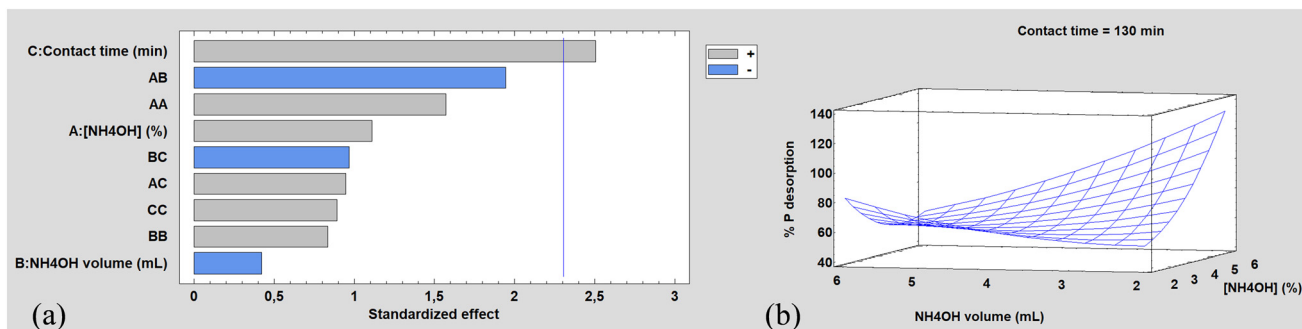 C:Contact time (min)
AB
AA
A:[NH4OH] (%)
BC
AC
CC
BB
B:NH4OH volume (mL)
0 0,5 1 1,5 2 2,5 3
Standardized effect
(a)
+
-
Contact time = 130 min
140
120
100
80
60
40
% P desorption
6 5 4 3 2
NH4OH volume (mL)
2 3 4 5 6
[NH4OH] (%)
(b)